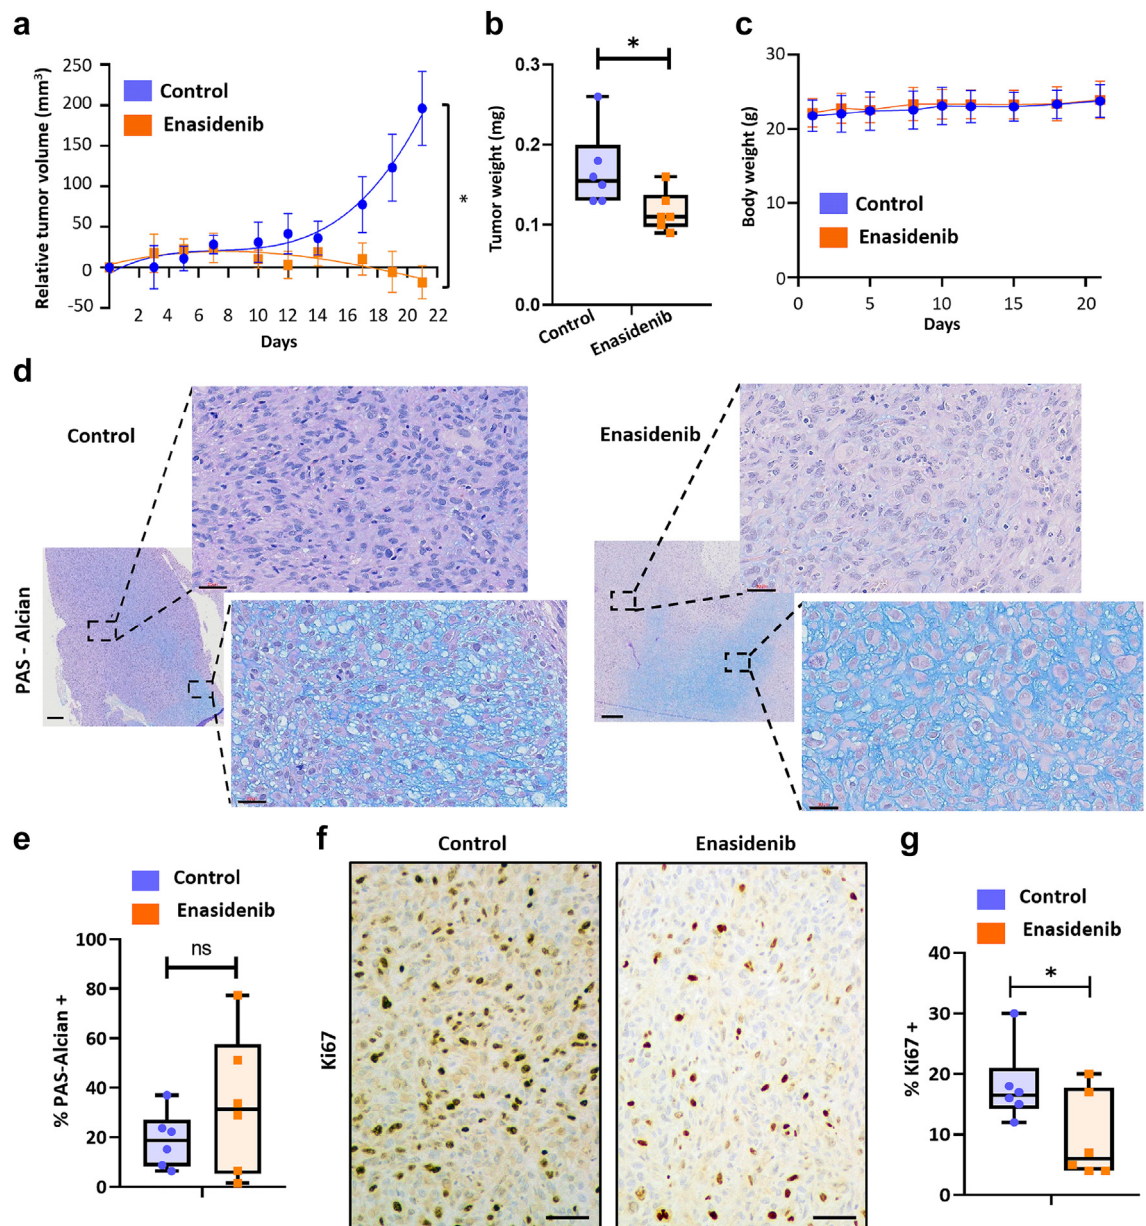 a
Relative tumor volume (mm³)
250
200
150
100
50
0
-50
Control
Enasidenib
*
2 4 6 8 10 12 14 16 18 20 22
Days
b
Tumor weight (mg)
0.3
0.2
0.1
0.0
*
Control
Enasidenib
c
Body weight (g)
30
20
10
0
Control
Enasidenib
0 5 10 15 20
Days
d
Control
Enasidenib
PAS - Alcian
e
Control
Enasidenib
% PAS-Alcian +
100
80
60
40
20
0
ns
f
Control
Enasidenib
Ki67
g
Control
Enasidenib
% Ki67 +
40
30
20
10
0
*